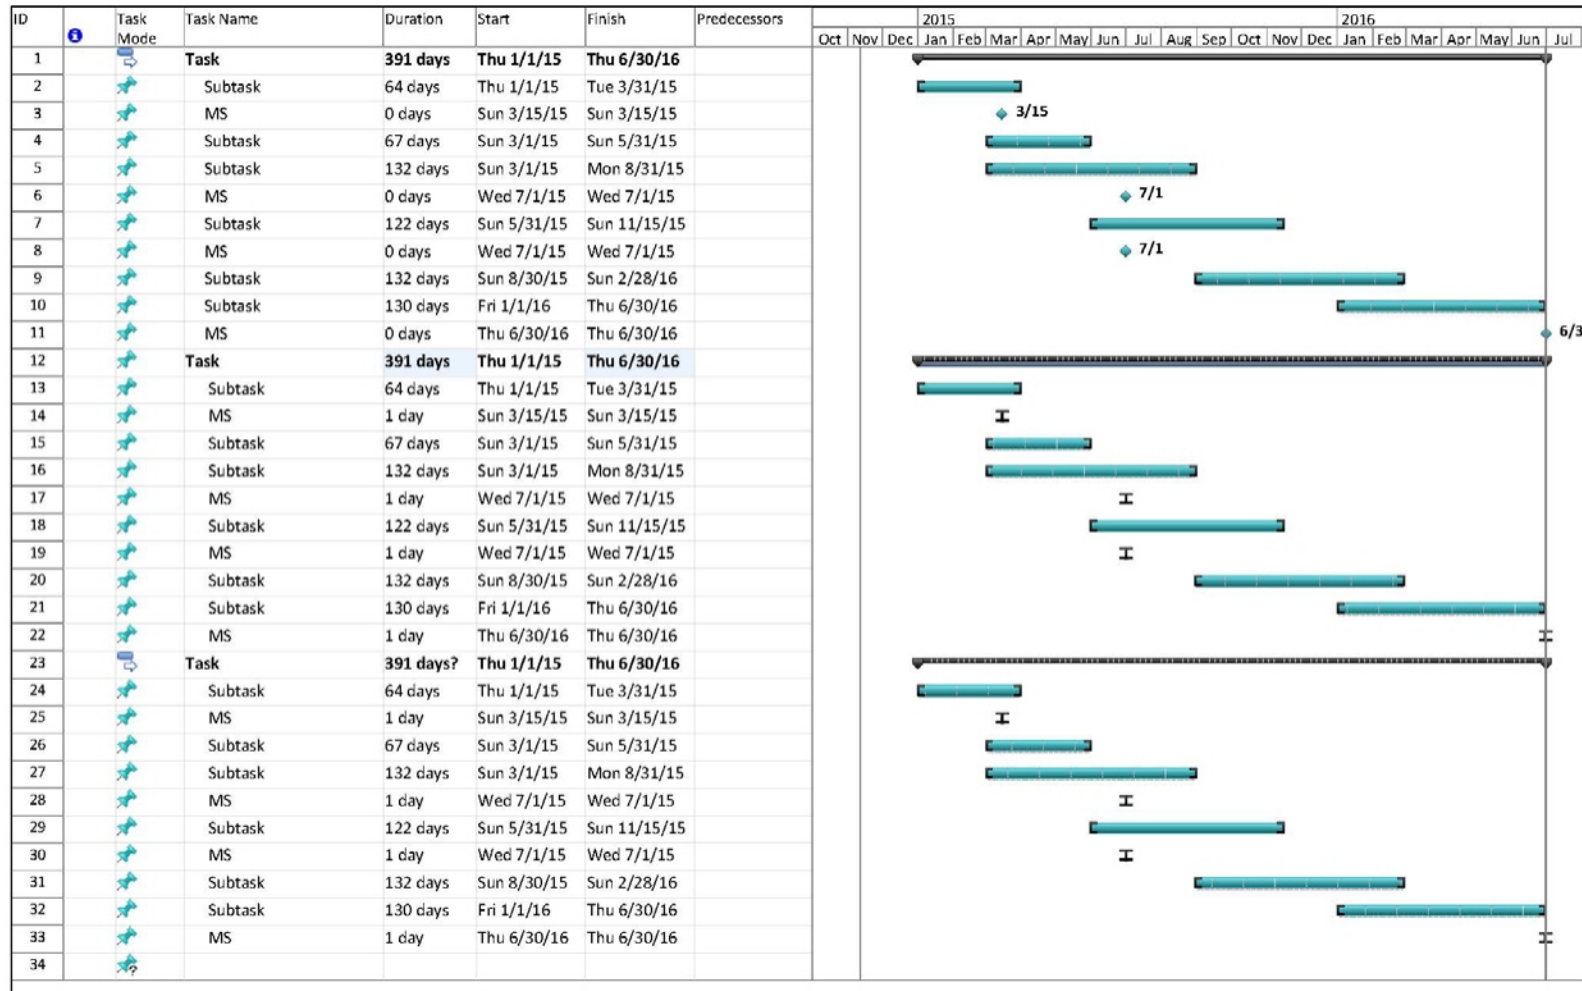 ID Task Mode Task Name Duration Start Finish Predecessors
2015 2016
Oct Nov Dec Jan Feb Mar Apr May Jun Jul Aug Sep Oct Nov Dec Jan Feb Mar Apr May Jun Jul
1 Task 391 days Thu 1/1/15 Thu 6/30/16
2 Subtask 64 days Thu 1/1/15 Tue 3/31/15
3 MS 0 days Sun 3/15/15 Sun 3/15/15 3/15
4 Subtask 67 days Sun 3/1/15 Sun 5/31/15
5 Subtask 132 days Sun 3/1/15 Mon 8/31/15
6 MS 0 days Wed 7/1/15 Wed 7/1/15 7/1
7 Subtask 122 days Sun 5/31/15 Sun 11/15/15
8 MS 0 days Wed 7/1/15 Wed 7/1/15 7/1
9 Subtask 132 days Sun 8/30/15 Sun 2/28/16
10 Subtask 130 days Fri 1/1/16 Thu 6/30/16
11 MS 0 days Thu 6/30/16 Thu 6/30/16 6/3
12 Task 391 days Thu 1/1/15 Thu 6/30/16
13 Subtask 64 days Thu 1/1/15 Tue 3/31/15
14 MS 1 day Sun 3/15/15 Sun 3/15/15
15 Subtask 67 days Sun 3/1/15 Sun 5/31/15
16 Subtask 132 days Sun 3/1/15 Mon 8/31/15
17 MS 1 day Wed 7/1/15 Wed 7/1/15
18 Subtask 122 days Sun 5/31/15 Sun 11/15/15
19 MS 1 day Wed 7/1/15 Wed 7/1/15
20 Subtask 132 days Sun 8/30/15 Sun 2/28/16
21 Subtask 130 days Fri 1/1/16 Thu 6/30/16
22 MS 1 day Thu 6/30/16 Thu 6/30/16
23 Task 391 days? Thu 1/1/15 Thu 6/30/16
24 Subtask 64 days Thu 1/1/15 Tue 3/31/15
25 MS 1 day Sun 3/15/15 Sun 3/15/15
26 Subtask 67 days Sun 3/1/15 Sun 5/31/15
27 Subtask 132 days Sun 3/1/15 Mon 8/31/15
28 MS 1 day Wed 7/1/15 Wed 7/1/15
29 Subtask 122 days Sun 5/31/15 Sun 11/15/15
30 MS 1 day Wed 7/1/15 Wed 7/1/15
31 Subtask 132 days Sun 8/30/15 Sun 2/28/16
32 Subtask 130 days Fri 1/1/16 Thu 6/30/16
33 MS 1 day Thu 6/30/16 Thu 6/30/16
34